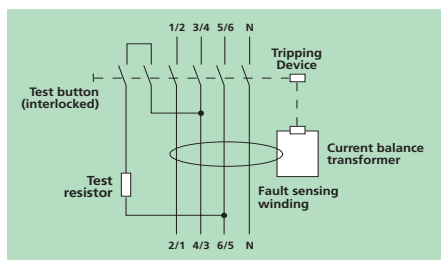 1/2 3/4 5/6 N
Tripping
Device
Test button
(interlocked)
Current balance
transformer
Test
resistor
Fault sensing
winding
2/1 4/3 6/5 N